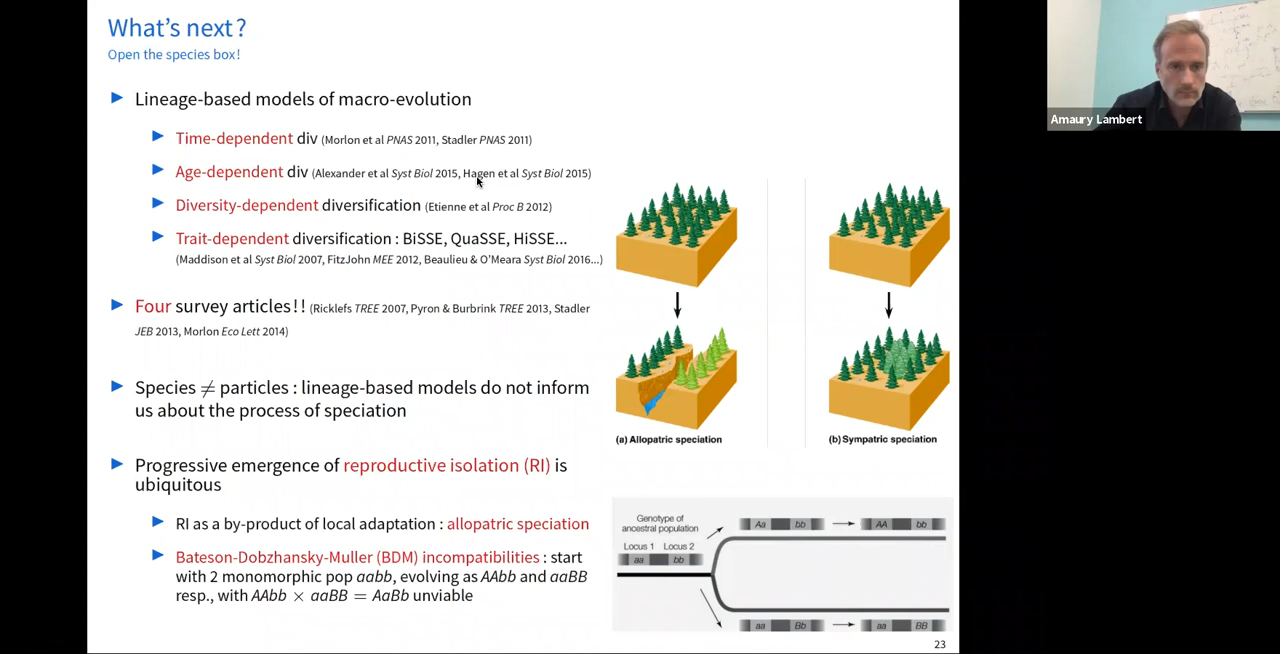 What's next?
Open the species box!
Lineage-based models of macro-evolution
Time-dependent div (Morlon et al PNAS 2011, Stadler PNAS 2011)
Age-dependent div (Alexander et al Syst Biol 2015, Hagen et al Syst Biol 2015)
Diversity-dependent diversification (Etienne et al Proc B 2012)
Trait-dependent diversification : BiSSE, QuaSSE, HiSSE...
(Maddison et al Syst Biol 2007, FitzJohn MEE 2012, Beaulieu & O'Meara Syst Biol 2016...)
Four survey articles!! (Ricklefs TREE 2007, Pyron & Burbrink TREE 2013, Stadler
JEB 2013, Morlon Eco Lett 2014)
Species ≠ particles : lineage-based models do not inform
us about the process of speciation
Progressive emergence of reproductive isolation (RI) is
ubiquitous
RI as a by-product of local adaptation : allopatric speciation
Bateson-Dobzhansky-Muller (BDM) incompatibilities : start
with 2 monomorphic pop aabb, evolving as AAbb and aaBB
resp., with AAbb × aaBB = AaBb unviable
(a) Allopatric speciation
(b) Sympatric speciation
Genotype of
ancestral population
Locus 1 Locus 2
aa bb
Aa bb
AA bb
aa Bb
aa BB
23
Amaury Lambert